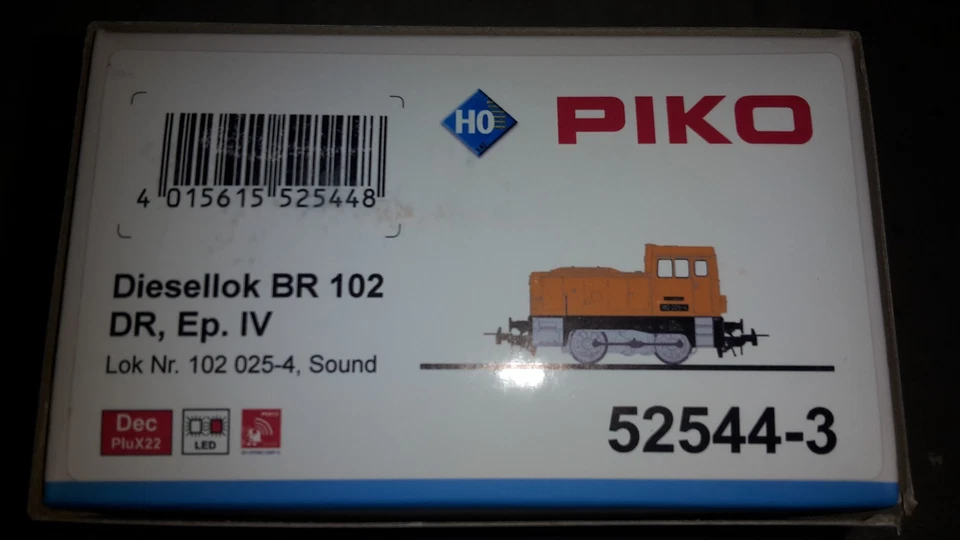 H0
PIKO
4 015615 525448
Diesellok BR 102
DR, Ep. IV
Lok Nr. 102 025-4, Sound
Dec
PluX22
LED
52544-3